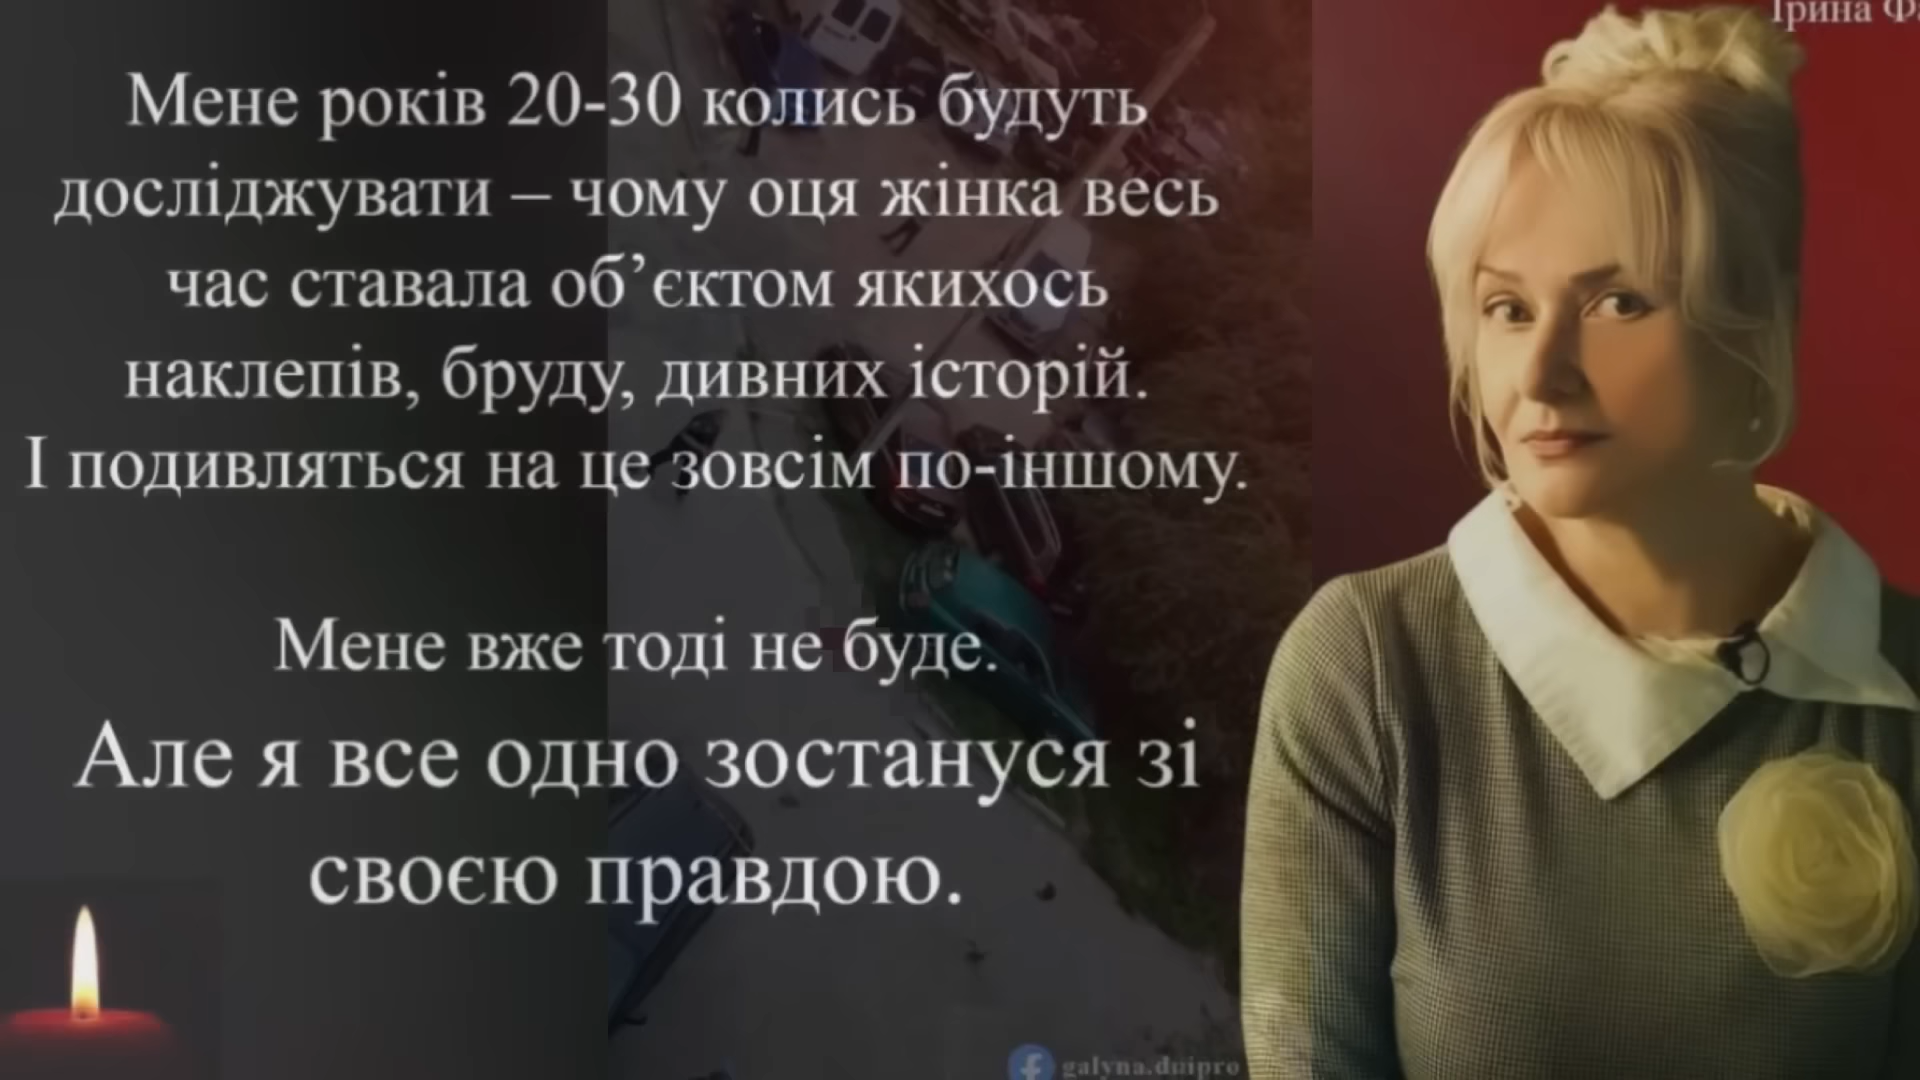 Ірина Фа
Мене років 20-30 колись будуть
досліджувати – чому оця жінка весь
час ставала об’єктом якихось
наклепів, бруду, дивних історій.
І подивляться на це зовсім по-іншому.
Мене вже тоді не буде.
Але я все одно зостануся зі
своєю правдою.
galyna.dnipro